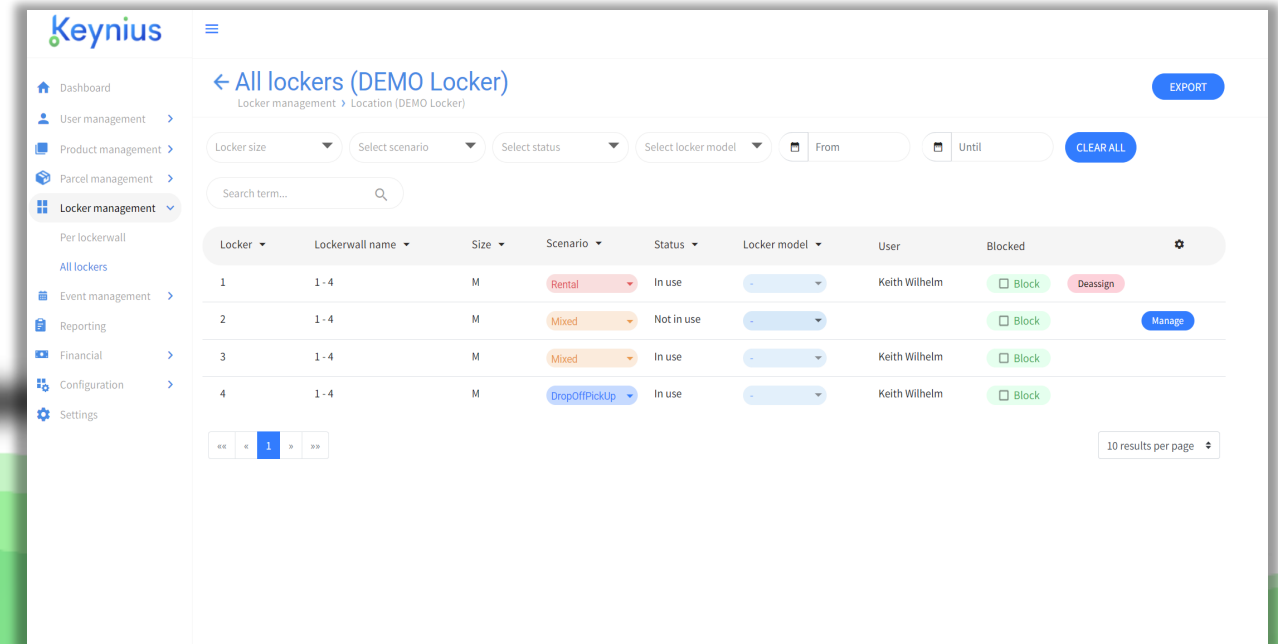 Keynius
Dashboard
User management
Product management
Parcel management
Locker management
Per lockerwall
All lockers
Event management
Reporting
Financial
Configuration
Settings
All lockers (DEMO Locker)
Locker management > Location (DEMO Locker)
EXPORT
Locker size Select scenario Select status Select locker model From Until CLEAR ALL
Search term...
Locker Lockerwall name Size Scenario Status Locker model User Blocked
1 1 - 4 M Rental In use - Keith Wilhelm Block Deassign
2 1 - 4 M Mixed Not in use - Block Manage
3 1 - 4 M Mixed In use - Keith Wilhelm Block
4 1 - 4 M DropOffPickUp In use - Keith Wilhelm Block
«« « 1 » »» 10 results per page